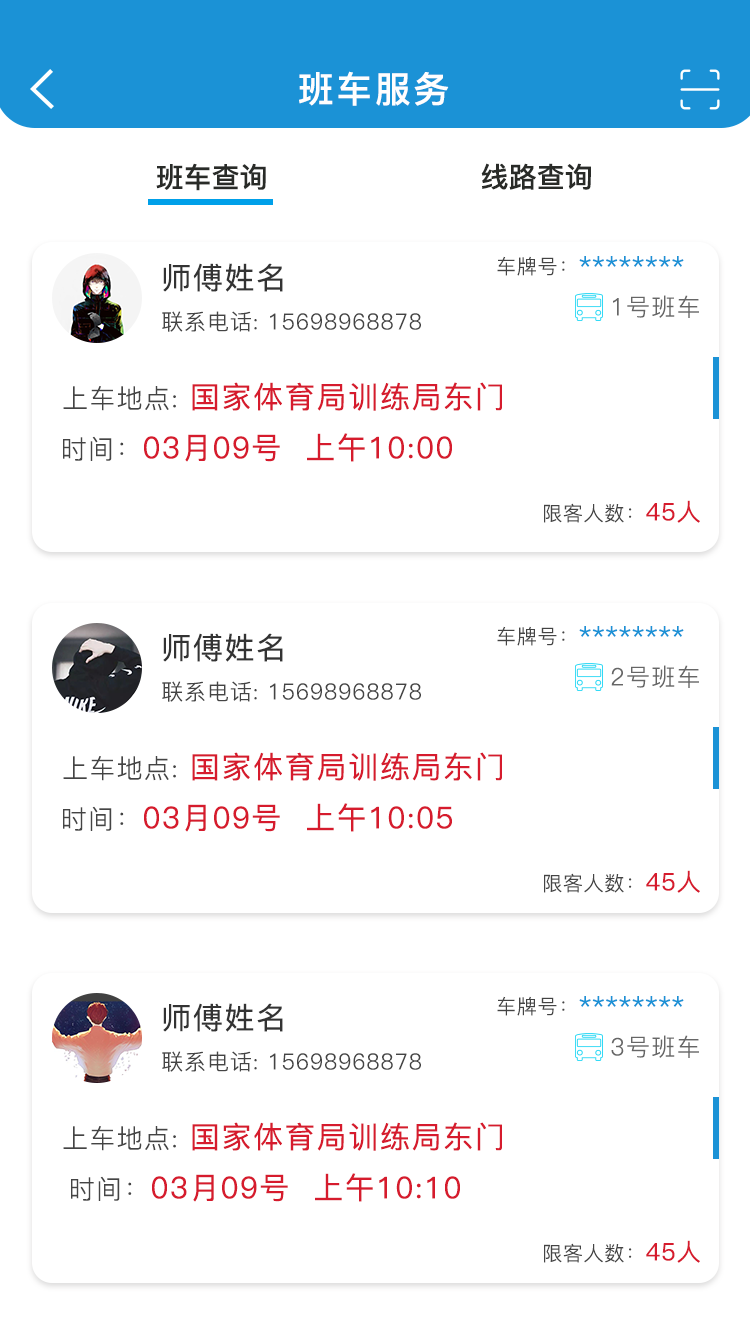 班车服务
班车查询
线路查询
师傅姓名
车牌号：********
联系电话: 15698968878
1号班车
上车地点: 国家体育局训练局东门
时间： 03月09号 上午10:00
限客人数： 45人
师傅姓名
车牌号：********
联系电话: 15698968878
2号班车
上车地点: 国家体育局训练局东门
时间： 03月09号 上午10:05
限客人数： 45人
师傅姓名
车牌号：********
联系电话: 15698968878
3号班车
上车地点: 国家体育局训练局东门
时间： 03月09号 上午10:10
限客人数： 45人